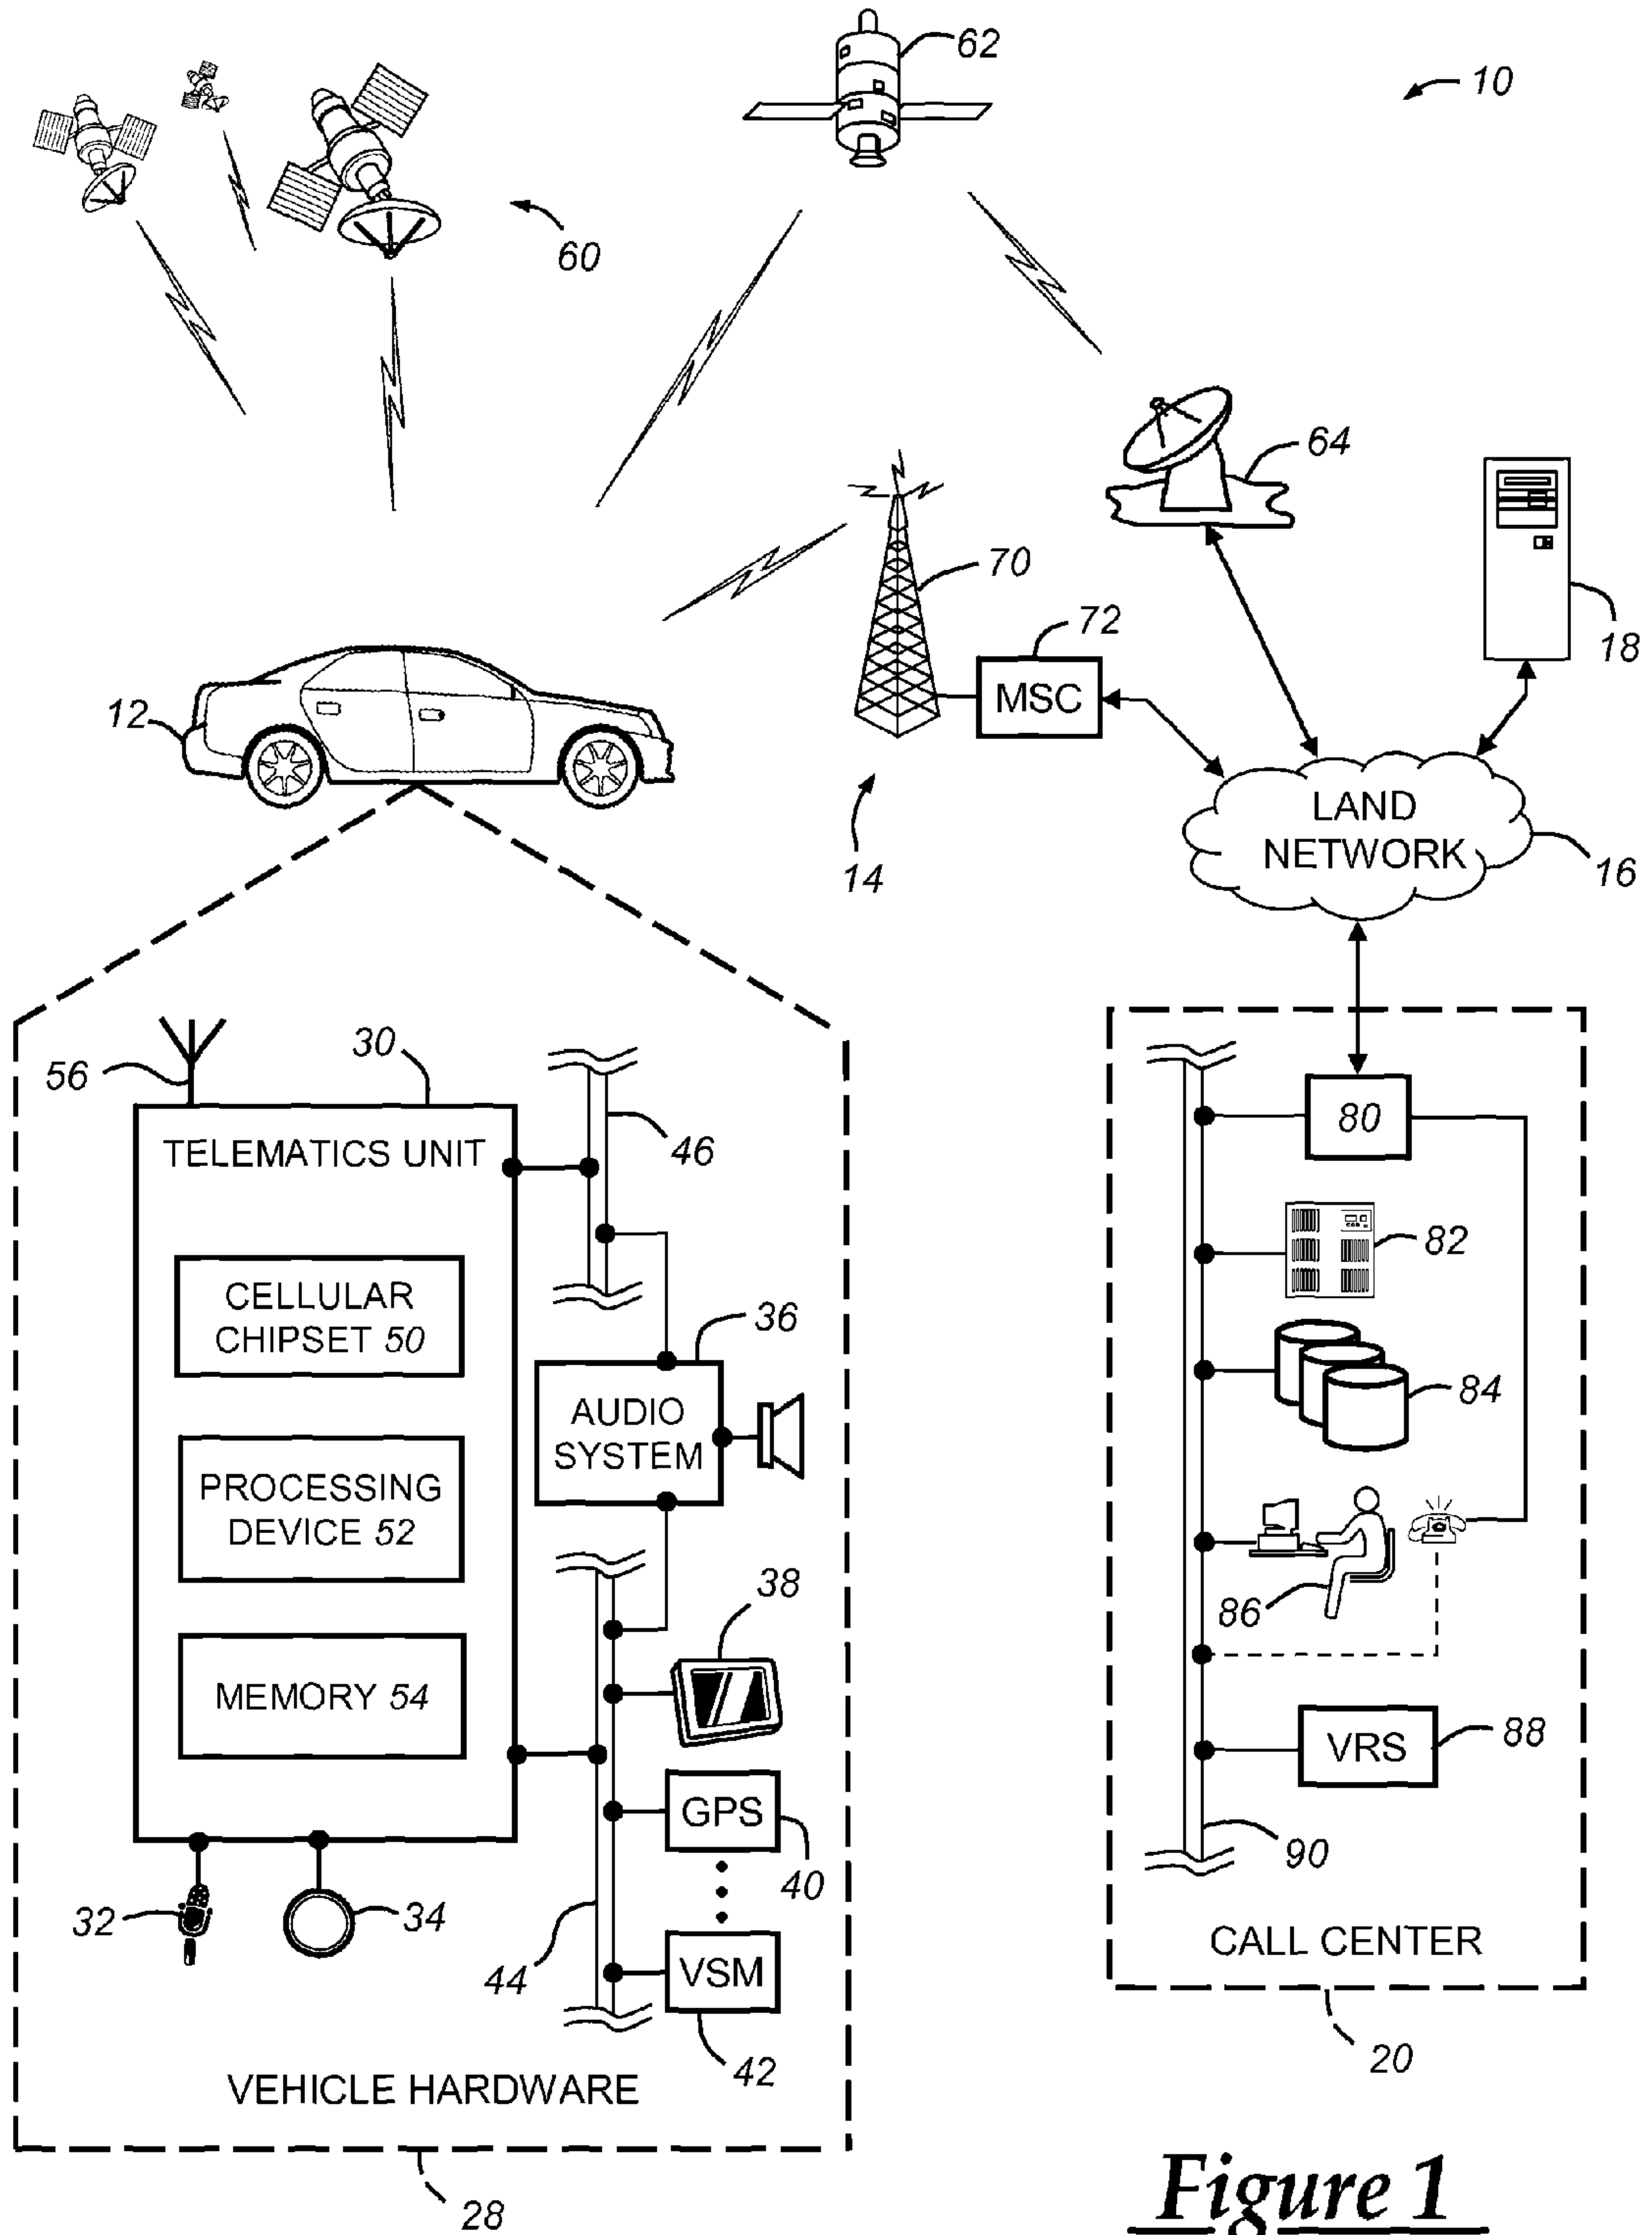 62
10
60
64
70
18
72
MSC
12
LAND
NETWORK
14
16
56
30
TELEMATICS UNIT
46
CELLULAR
CHIPSET 50
36
AUDIO
SYSTEM
PROCESSING
DEVICE 52
38
MEMORY 54
GPS
40
32
34
44
VSM
42
VEHICLE HARDWARE
28
80
82
84
86
VRS
88
90
CALL CENTER
20
Figure 1